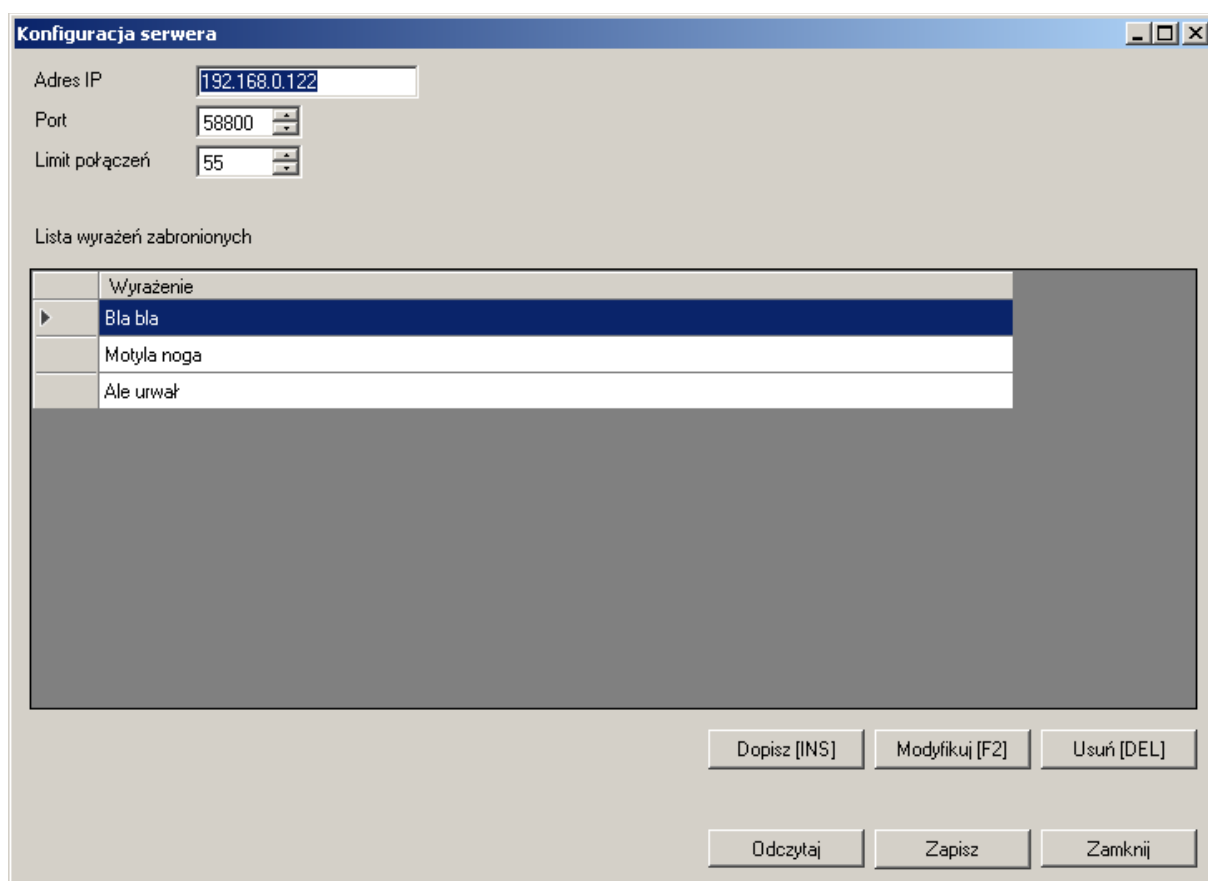 Konfiguracja serwera
Adres IP 192.168.0.122
Port 58800
Limit połączeń 55
Lista wyrażeń zabronionych
Wyrażenie
Bla bla
Motyla noga
Ale urwał
Dopisz [INS] Modyfikuj [F2] Usuń [DEL]
Odczytaj Zapisz Zamknij